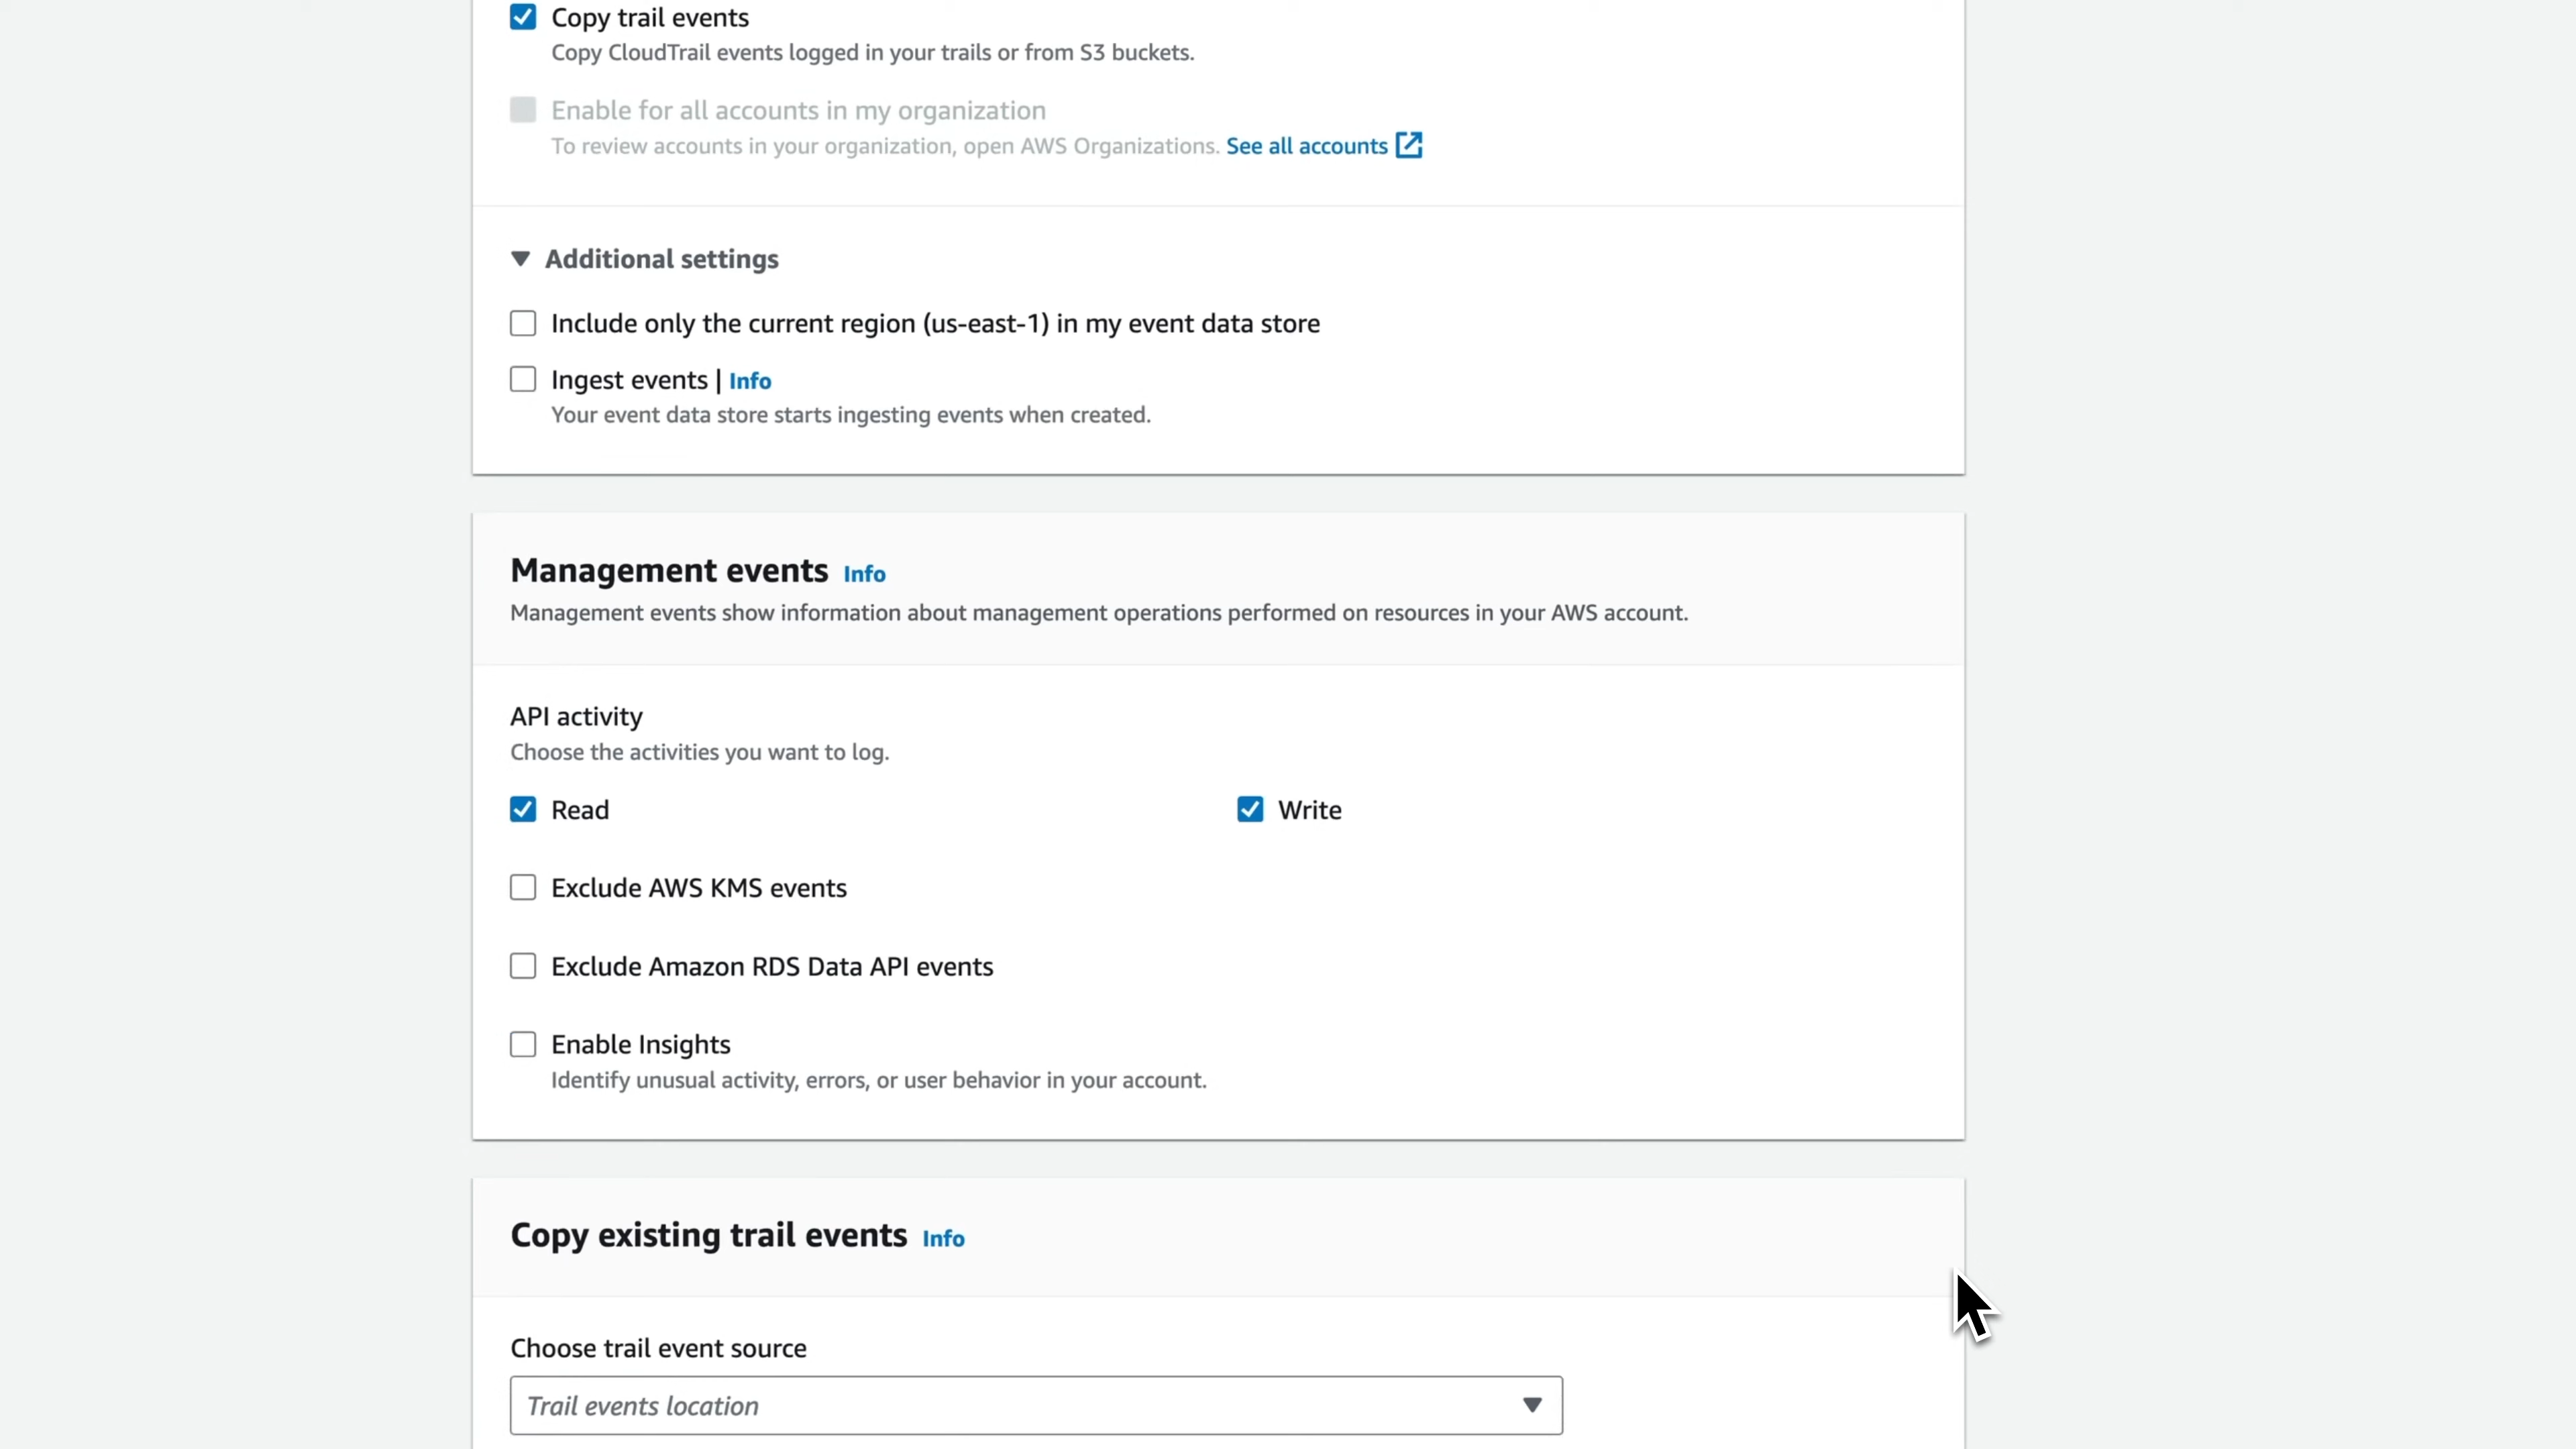 Copy trail events
Copy CloudTrail events logged in your trails or from S3 buckets.
Enable for all accounts in my organization
To review accounts in your organization, open AWS Organizations. See all accounts
Additional settings
Include only the current region (us-east-1) in my event data store
Ingest events | Info
Your event data store starts ingesting events when created.
Management events Info
Management events show information about management operations performed on resources in your AWS account.
API activity
Choose the activities you want to log.
Read Write
Exclude AWS KMS events
Exclude Amazon RDS Data API events
Enable Insights
Identify unusual activity, errors, or user behavior in your account.
Copy existing trail events Info
Choose trail event source
Trail events location